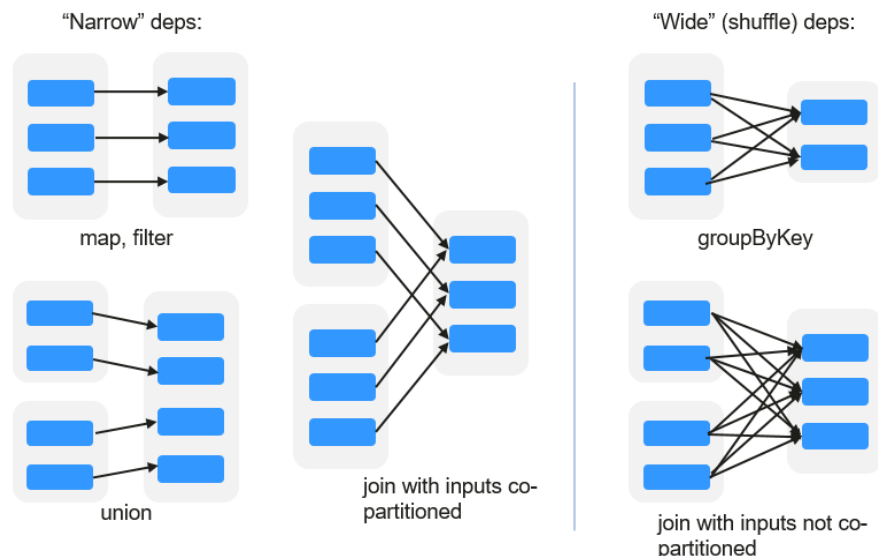 “Narrow” deps:
“Wide” (shuffle) deps:
map, filter
groupByKey
union
join with inputs co-
partitioned
join with inputs not co-
partitioned